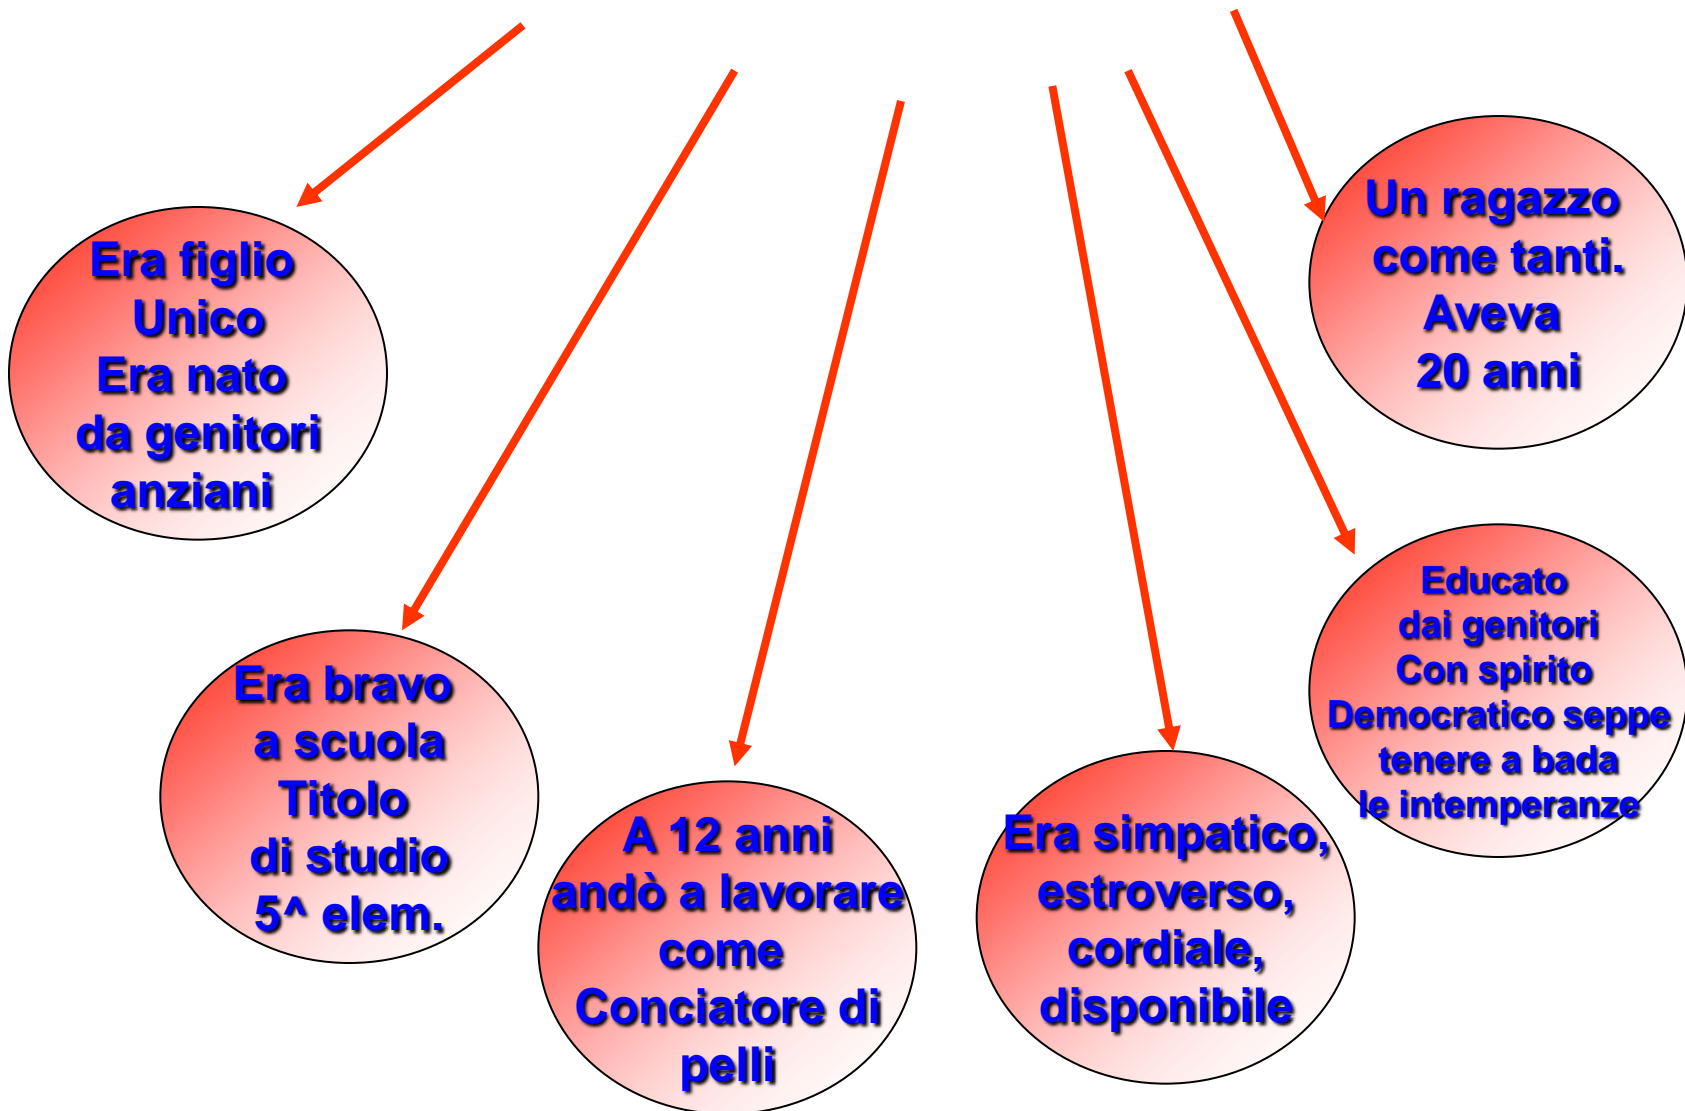 Era figlio
Unico
Era nato
da genitori
anziani
Era bravo
a scuola
Titolo
di studio
5^ elem.
A 12 anni
andò a lavorare
come
Conciatore di
pelli
Era simpatico,
estroverso,
cordiale,
disponibile
Educato
dai genitori
Con spirito
Democratico seppe
tenere a bada
le intemperanze
Un ragazzo
come tanti.
Aveva
20 anni